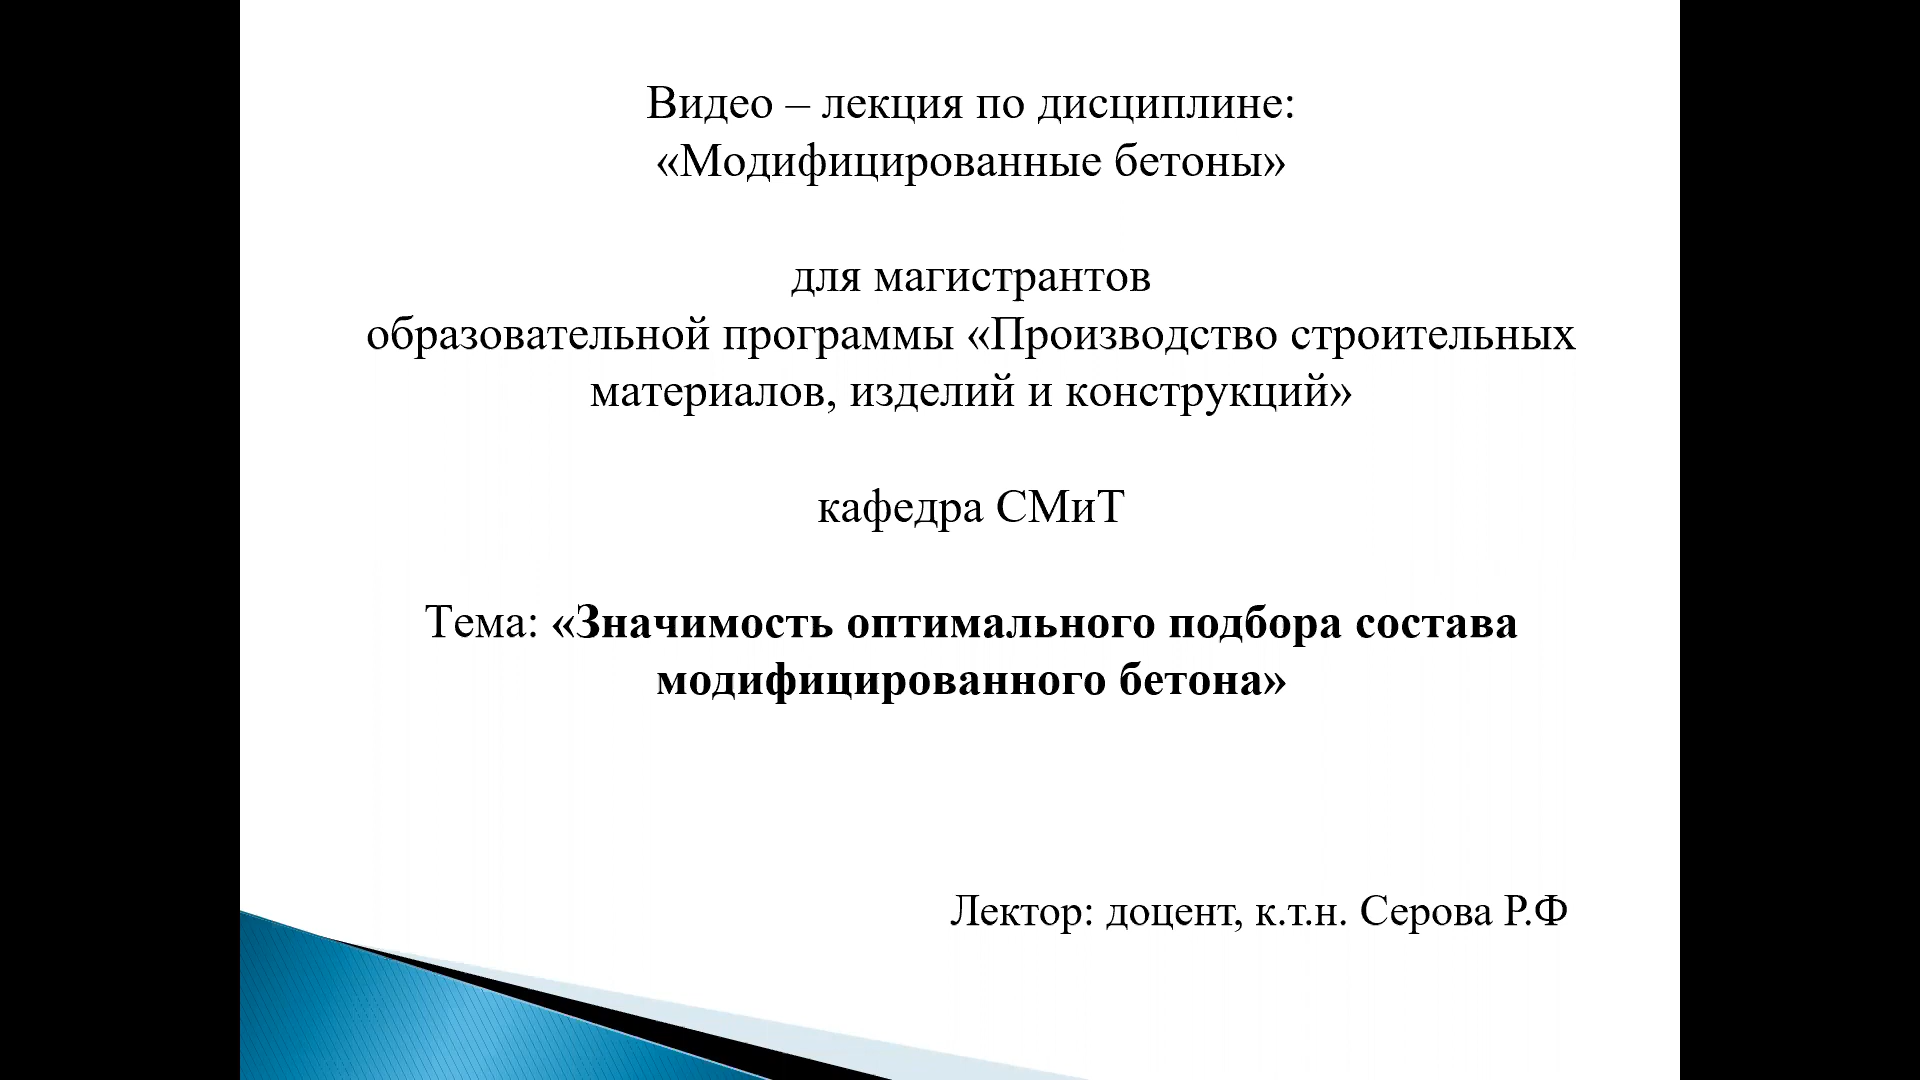 Видео – лекция по дисциплине:
«Модифицированные бетоны»
для магистрантов
образовательной программы «Производство строительных
материалов, изделий и конструкций»
кафедра СМиТ
Тема: «Значимость оптимального подбора состава
модифицированного бетона»
Лектор: доцент, к.т.н. Серова Р.Ф